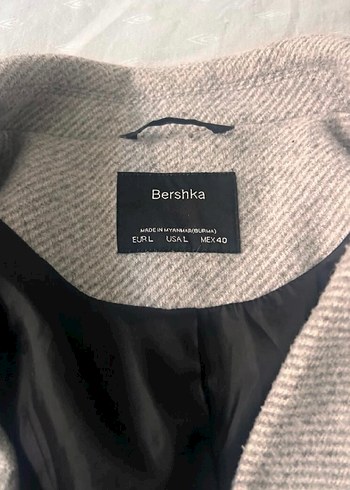 Bershka
MADE IN MYANMAR(BURMA)
EUR L USA L MEX 40